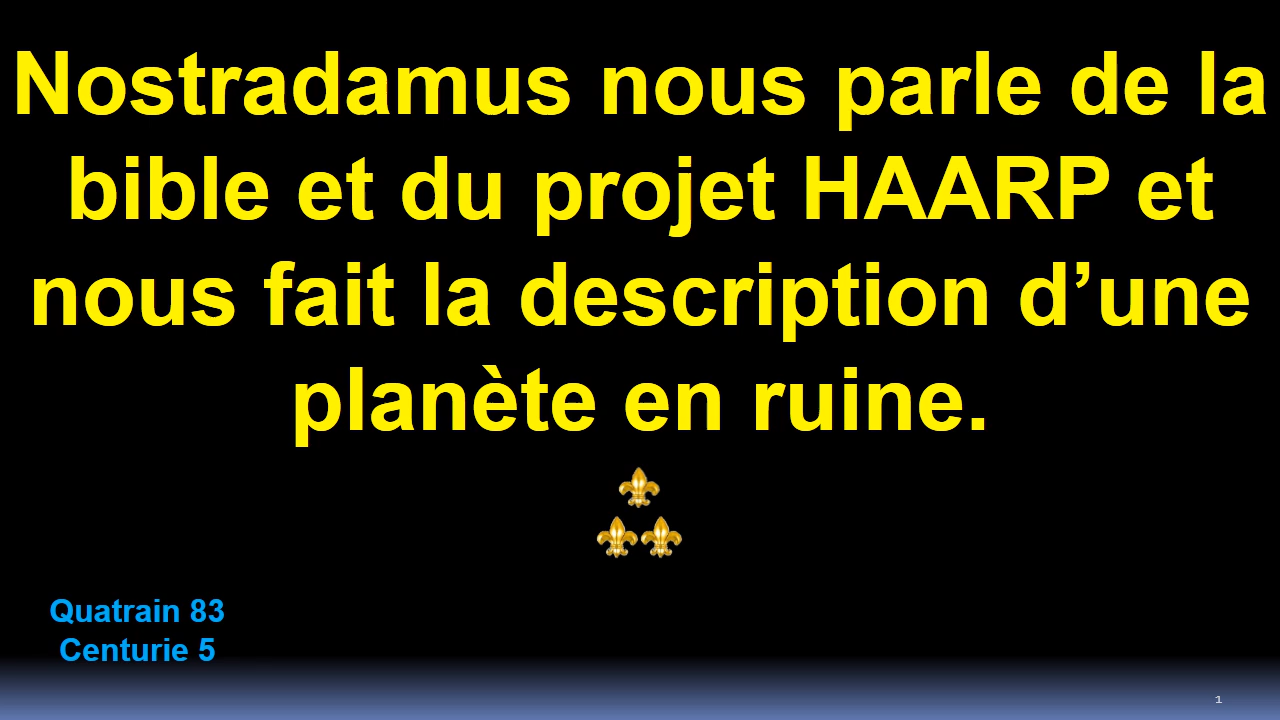 Nostradamus nous parle de la
bible et du projet HAARP et
nous fait la description d’une
planète en ruine.
Quatrain 83
Centurie 5
1